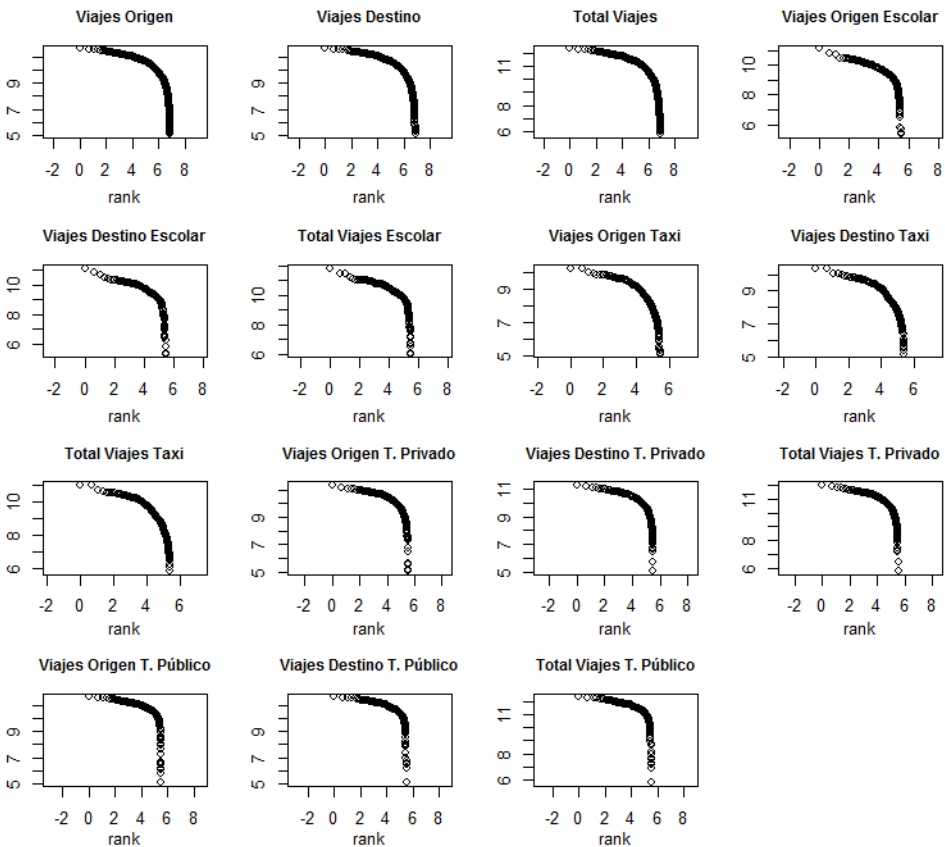 Viajes Origen Viajes Destino Total Viajes Viajes Origen Escolar
5 7 9 5 7 9 6 8 11 6 8 10
-2 0 2 4 6 8 -2 0 2 4 6 8 -2 0 2 4 6 8 -2 0 2 4 6 8
rank rank rank rank
Viajes Destino Escolar Total Viajes Escolar Viajes Origen Taxi Viajes Destino Taxi
6 8 10 6 8 10 5 7 9 5 7 9
-2 0 2 4 6 8 -2 0 2 4 6 8 -2 0 2 4 6 -2 0 2 4 6
rank rank rank rank
Total Viajes Taxi Viajes Origen T. Privado Viajes Destino T. Privado Total Viajes T. Privado
6 8 10 5 7 9 5 7 9 11 6 8 11
-2 0 2 4 6 -2 0 2 4 6 8 -2 0 2 4 6 8 -2 0 2 4 6 8
rank rank rank rank
Viajes Origen T. Público Viajes Destino T. Público Total Viajes T. Público
5 7 9 5 7 9 6 8 11
-2 0 2 4 6 8 -2 0 2 4 6 8 -2 0 2 4 6 8
rank rank rank